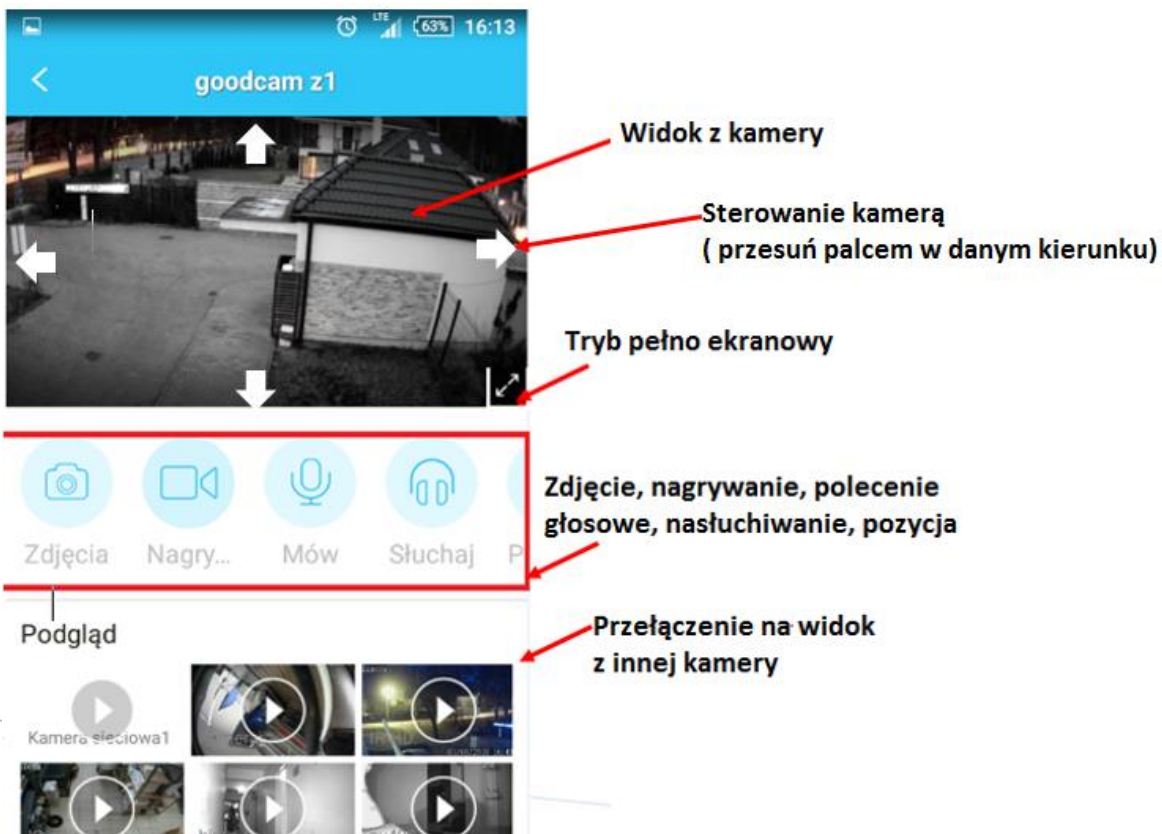 LTE 63% 16:13
goodcam z1
Widok z kamery
Sterowanie kamerą
( przesuń palcem w danym kierunku)
Tryb pełno ekranowy
Zdjęcia Nagry... Mów Słuchaj P
Zdjęcie, nagrywanie, polecenie
głosowe, nasłuchiwanie, pozycja
Podgląd
Przełączenie na widok
z innej kamery
Kamera sieciowa1